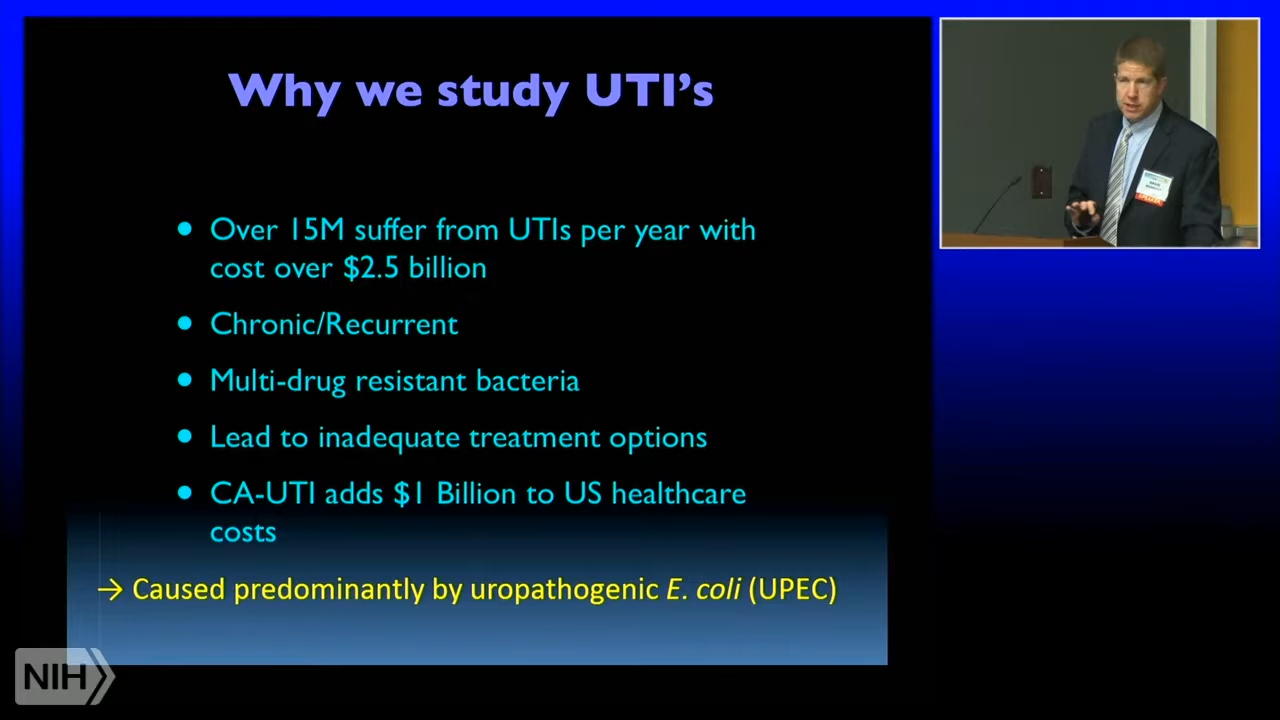 Why we study UTI's
• Over 15M suffer from UTIs per year with
cost over $2.5 billion
• Chronic/Recurrent
• Multi-drug resistant bacteria
• Lead to inadequate treatment options
• CA-UTI adds $1 Billion to US healthcare
costs
→ Caused predominantly by uropathogenic E. coli (UPEC)
NIH